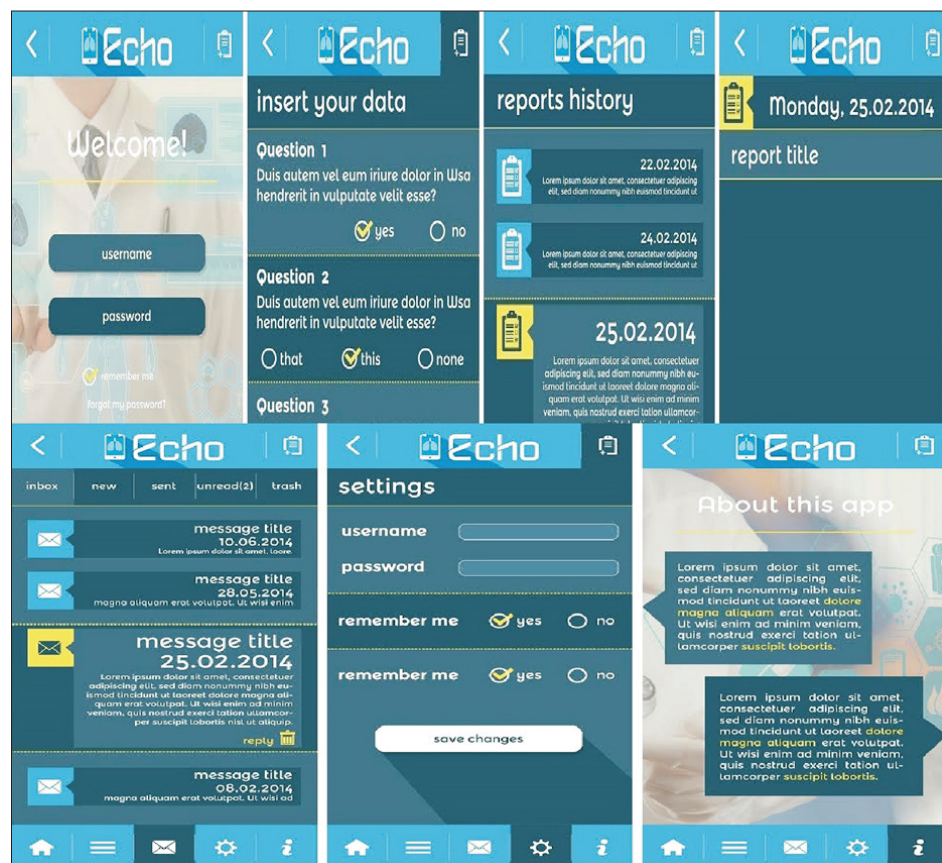 Echo
Welcome!
username
password
remember me
Forgot my password?
Echo
insert your data
Question 1
Duis autem vel eum iriure dolor in Wsa
hendrerit in vulputate velit esse?
yes no
Question 2
Duis autem vel eum iriure dolor in Wsa
hendrerit in vulputate velit esse?
that this none
Question 3
Echo
reports history
22.02.2014
Lorem ipsum dolor sit amet, consectetuer adipiscing
elit, sed diam nonummy nibh euismod tincidunt ut
24.02.2014
Lorem ipsum dolor sit amet, consectetuer adipiscing
elit, sed diam nonummy nibh euismod tincidunt ut
25.02.2014
Lorem ipsum dolor sit amet, consectetuer
adipiscing elit, sed diam nonummy nibh eu-
ismod tincidunt ut laoreet dolore magna ali-
quam erat volutpat. Ut wisi enim ad minim
veniam, quis nostrud exerci tation ullamcor-
Echo
Monday, 25.02.2014
report title
Echo
inbox new sent unread(2) trash
message title
10.06.2014
Lorem ipsum dolor sit amet, laore.
message title
28.05.2014
magna aliquam erat volutpat. Ut wisi enim
message title
25.02.2014
Lorem ipsum dolor sit amet, consectetuer
adipiscing elit, sed diam nonummy nibh eu-
ismod tincidunt ut laoreet dolore magna ali-
quam erat volutpat. Ut wisi enim ad minim
veniam, quis nostrud exerci tation ullamcor-
per suscipit lobortis nisl ut aliquip.
reply
message title
08.02.2014
magna aliquam erat volutpat. Ut wisi ad
Echo
settings
username
password
remember me yes no
remember me yes no
save changes
Echo
About this app
Lorem ipsum dolor sit amet,
consectetuer adipiscing elit,
sed diam nonummy nibh euis-
mod tincidunt ut laoreet dolore
magna aliquam erat volutpat.
Ut wisi enim ad minim veniam,
quis nostrud exerci tation ul-
lamcorper suscipit lobortis.
Lorem ipsum dolor sit amet,
consectetuer adipiscing elit,
sed diam nonummy nibh euis-
mod tincidunt ut laoreet dolore
magna aliquam erat volutpat.
Ut wisi enim ad minim veniam,
quis nostrud exerci tation ul-
lamcorper suscipit lobortis.